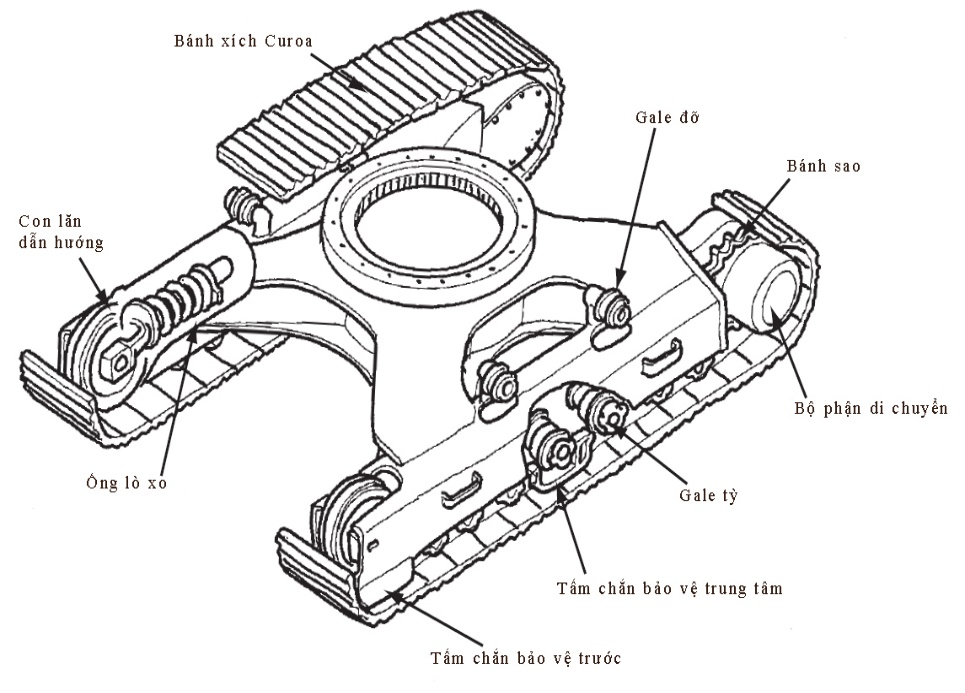 Bánh xích Curoa
Gale đỡ
Bánh sao
Con lăn
dẫn hướng
Bộ phận di chuyển
Ống lò xo
Gale tỳ
Tấm chắn bảo vệ trung tâm
Tấm chắn bảo vệ trước